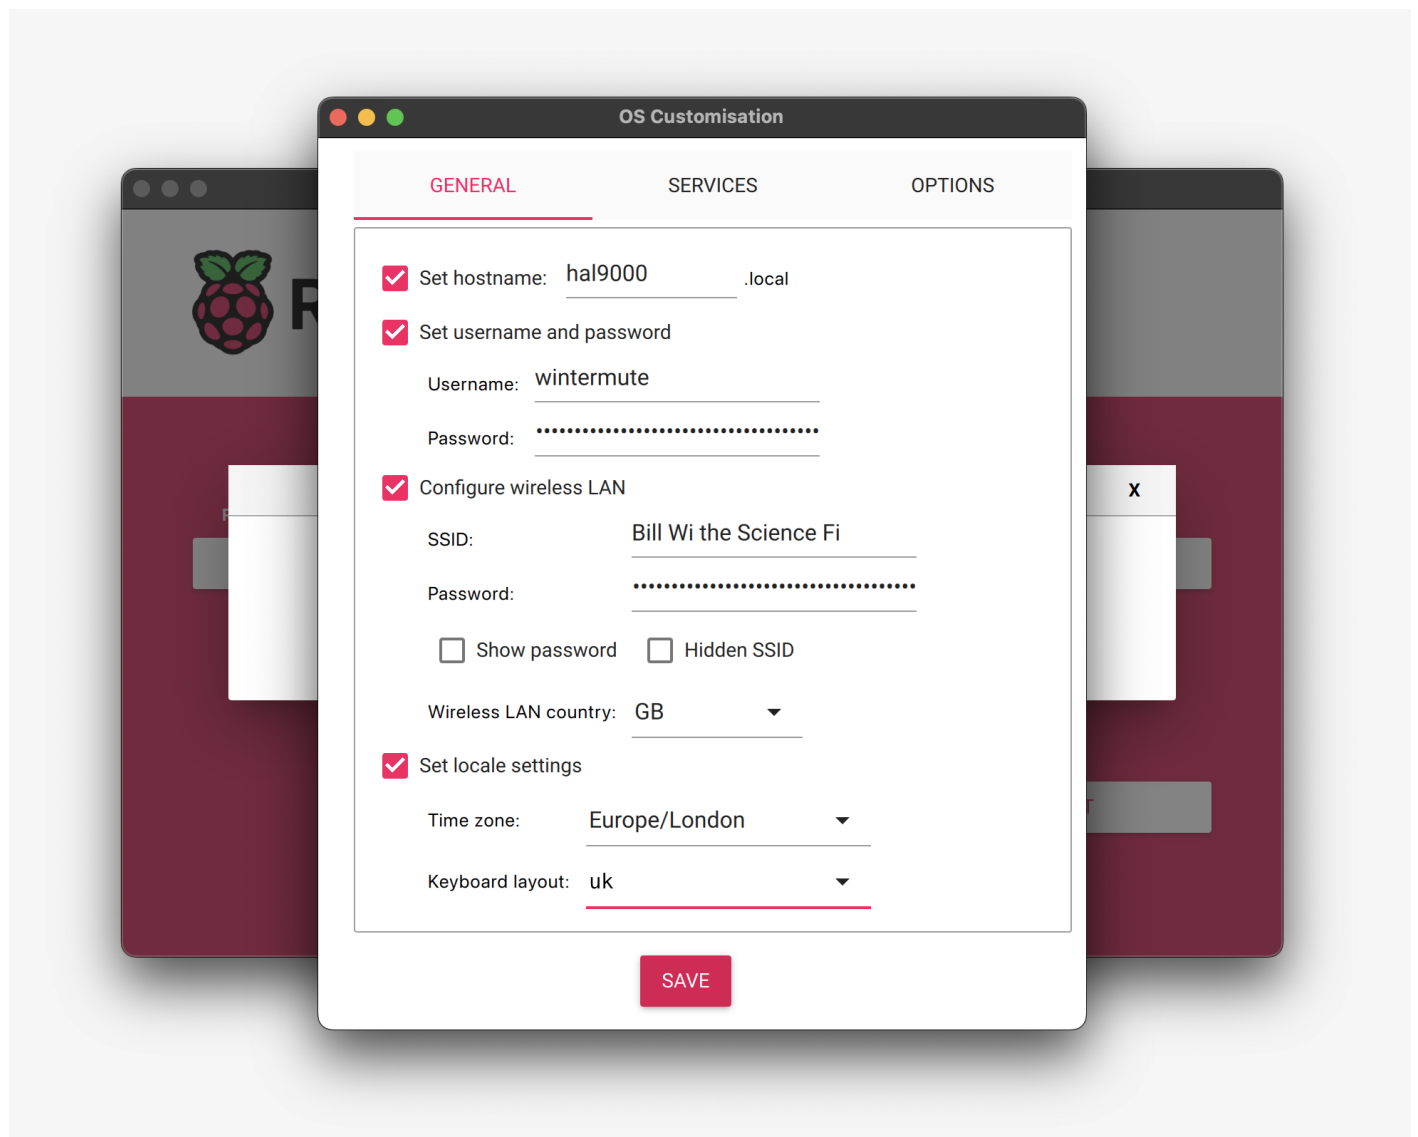 OS Customisation
GENERAL SERVICES OPTIONS
R
Set hostname: hal9000 .local
Set username and password
Username: wintermute
Password: •••••••••••••••••••••••••••••••••••••
Configure wireless LAN
X
SSID: Bill Wi the Science Fi
Password: •••••••••••••••••••••••••••••••••••••
Show password Hidden SSID
Wireless LAN country: GB
Set locale settings
Time zone: Europe/London
Keyboard layout: uk
SAVE